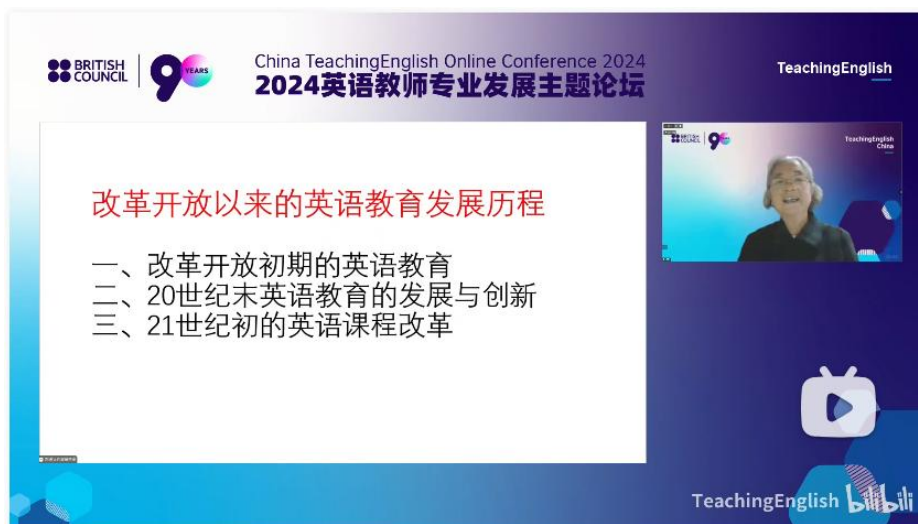 BRITISH
COUNCIL
90
YEARS
China TeachingEnglish Online Conference 2024
2024英语教师专业发展主题论坛
TeachingEnglish
改革开放以来的英语教育发展历程
一、改革开放初期的英语教育
二、20世纪末英语教育的发展与创新
三、21世纪初的英语课程改革
BRITISH
COUNCIL
90
TeachingEnglish
China
TeachingEnglish bilibili